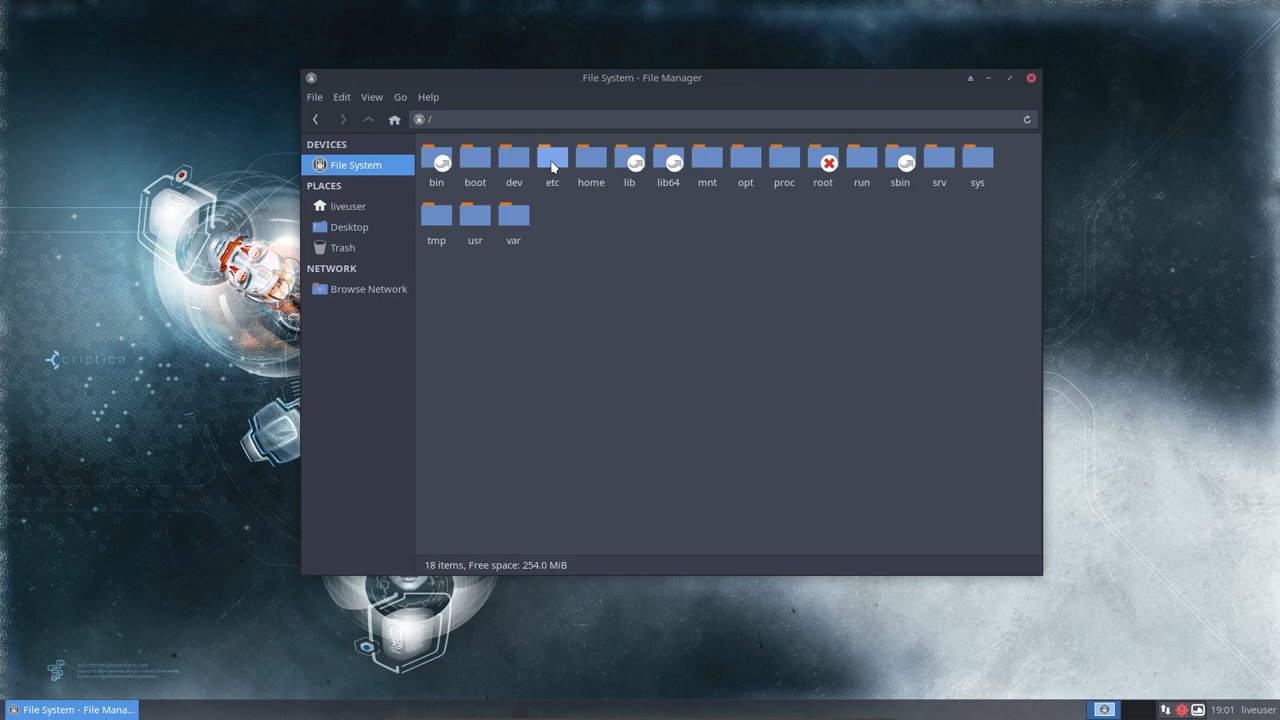 File System - File Manager
File Edit View Go Help
/
DEVICES
File System
PLACES
liveuser
Desktop
Trash
NETWORK
Browse Network
bin boot dev etc home lib lib64 mnt opt proc root run sbin srv sys
tmp usr var
18 items, Free space: 254.0 MiB
criptica
File System - File Mana...
19:01 liveuser